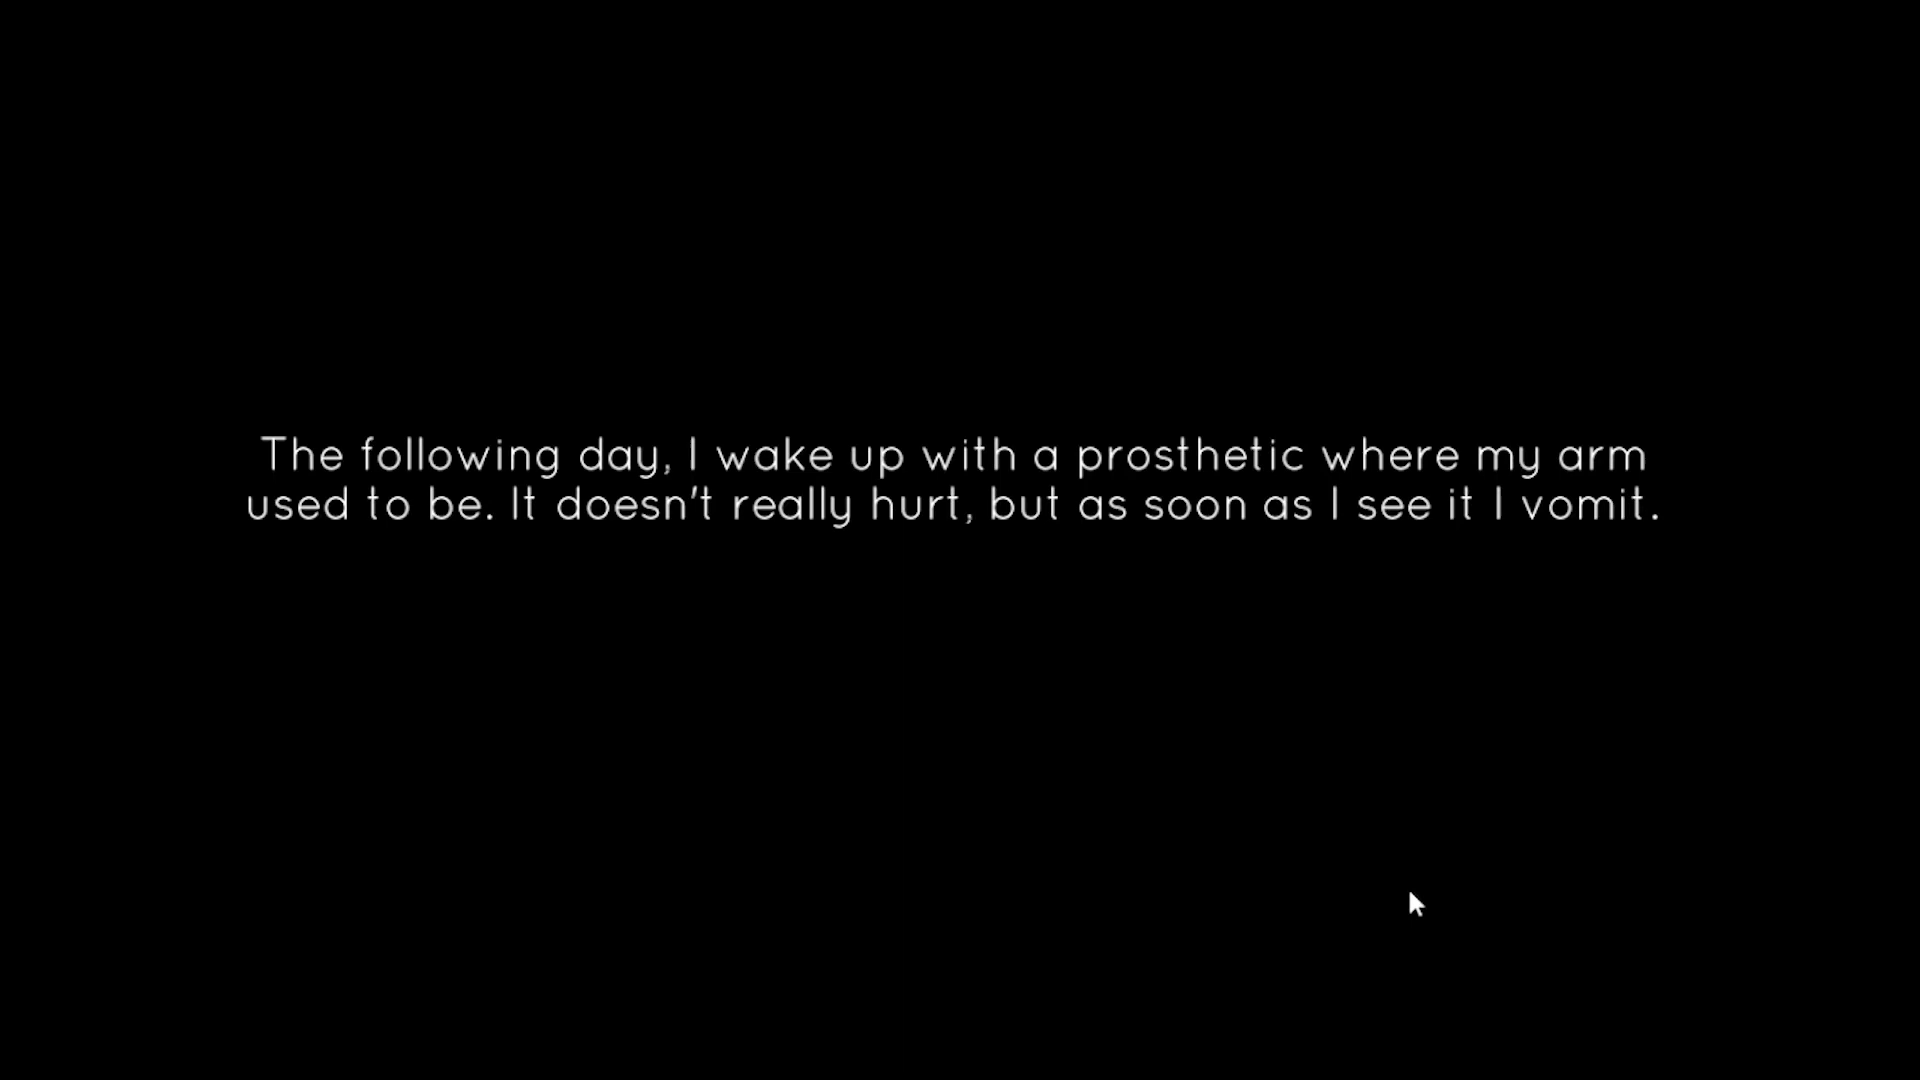 The following day, I wake up with a prosthetic where my arm
used to be. It doesn't really hurt, but as soon as I see it I vomit.